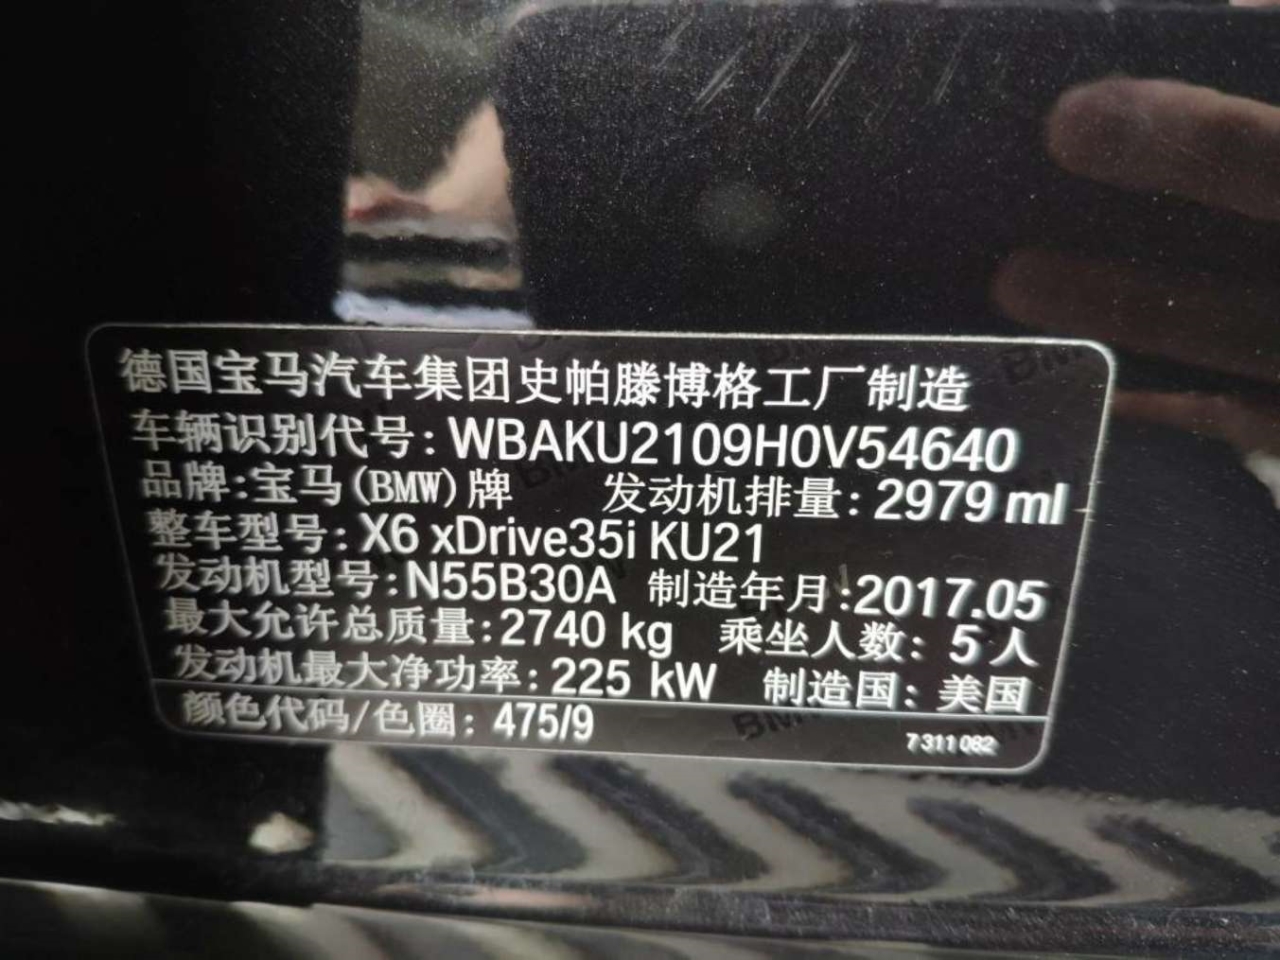 德国宝马汽车集团史帕滕博格工厂制造
车辆识别代号: WBAKU2109H0V54640
品牌:宝马(BMW)牌 发动机排量: 2979 ml
整车型号: X6 xDrive35i KU21
发动机型号: N55B30A 制造年月:2017.05
最大允许总质量: 2740 kg 乘坐人数: 5人
发动机最大净功率: 225 kW 制造国: 美国
颜色代码/色圈: 475/9
7311082